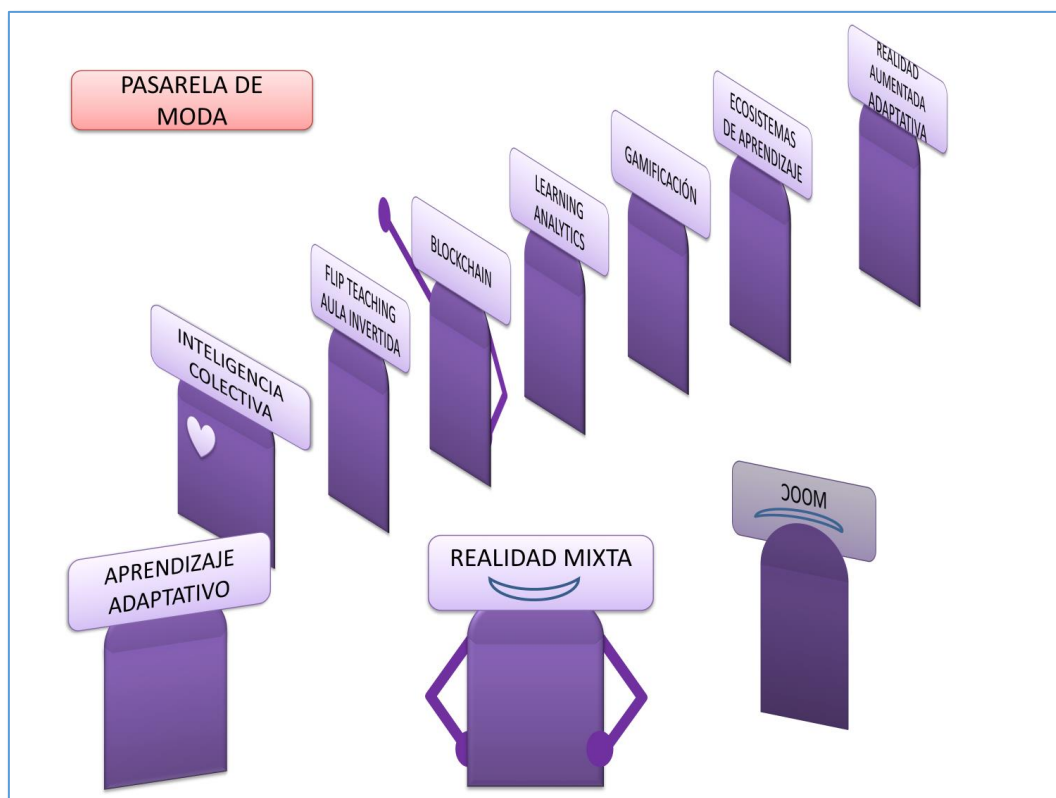 PASARELA DE
MODA
REALIDAD
AUMENTADA
ADAPTATIVA
ECOSISTEMAS
DE APRENDIZAJE
GAMIFICACIÓN
LEARNING
ANALYTICS
BLOCKCHAIN
FLIP TEACHING
AULA INVERTIDA
INTELIGENCIA
COLECTIVA
APRENDIZAJE
ADAPTATIVO
REALIDAD MIXTA
MOOC